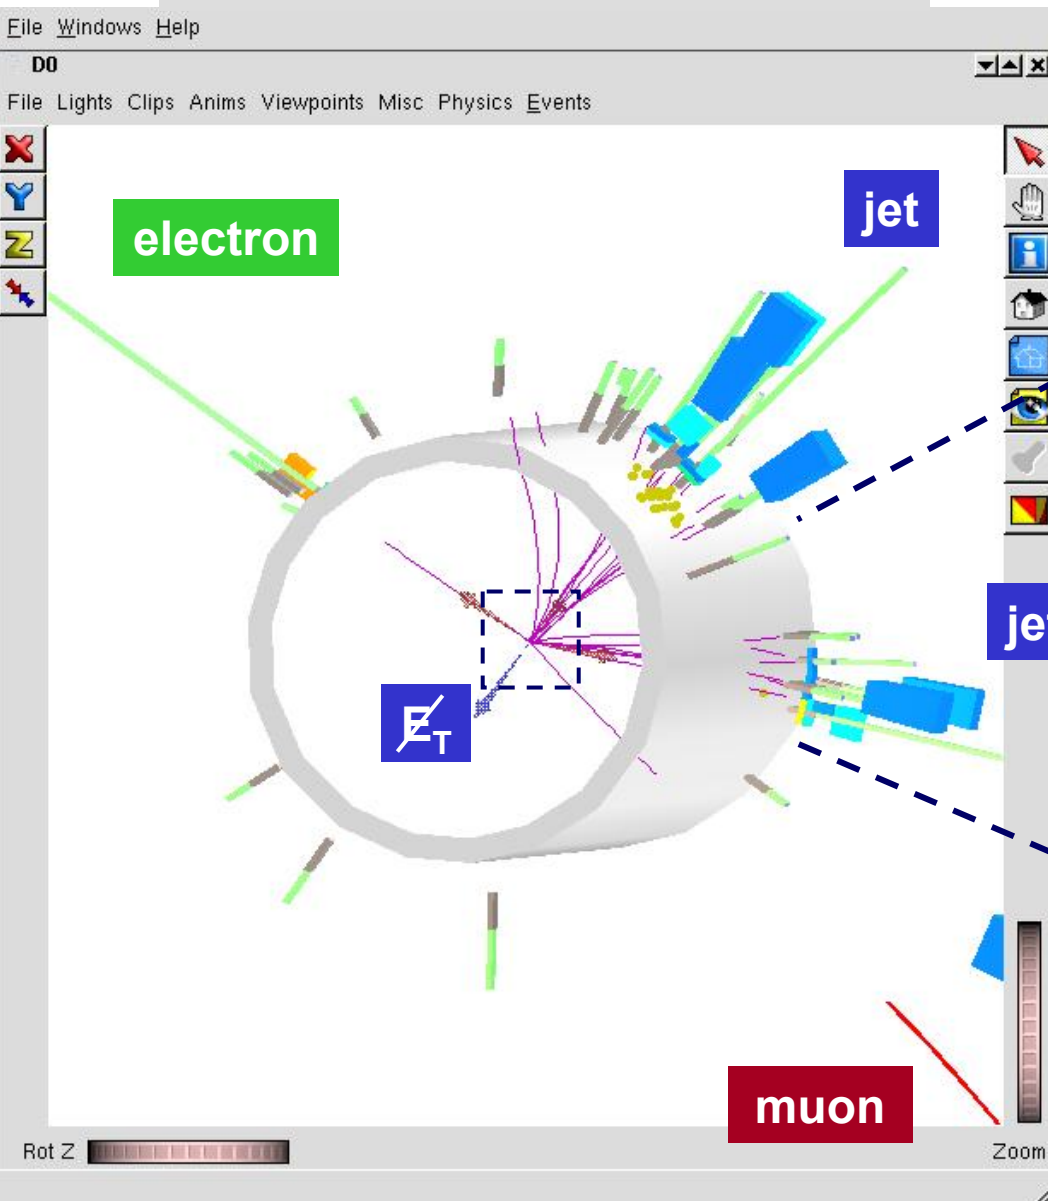 File Windows Help
D0
File Lights Clips Anims Viewpoints Misc Physics Events
X
Y
Z
electron
jet
jet
E̸T
muon
Rot Z
Zoom